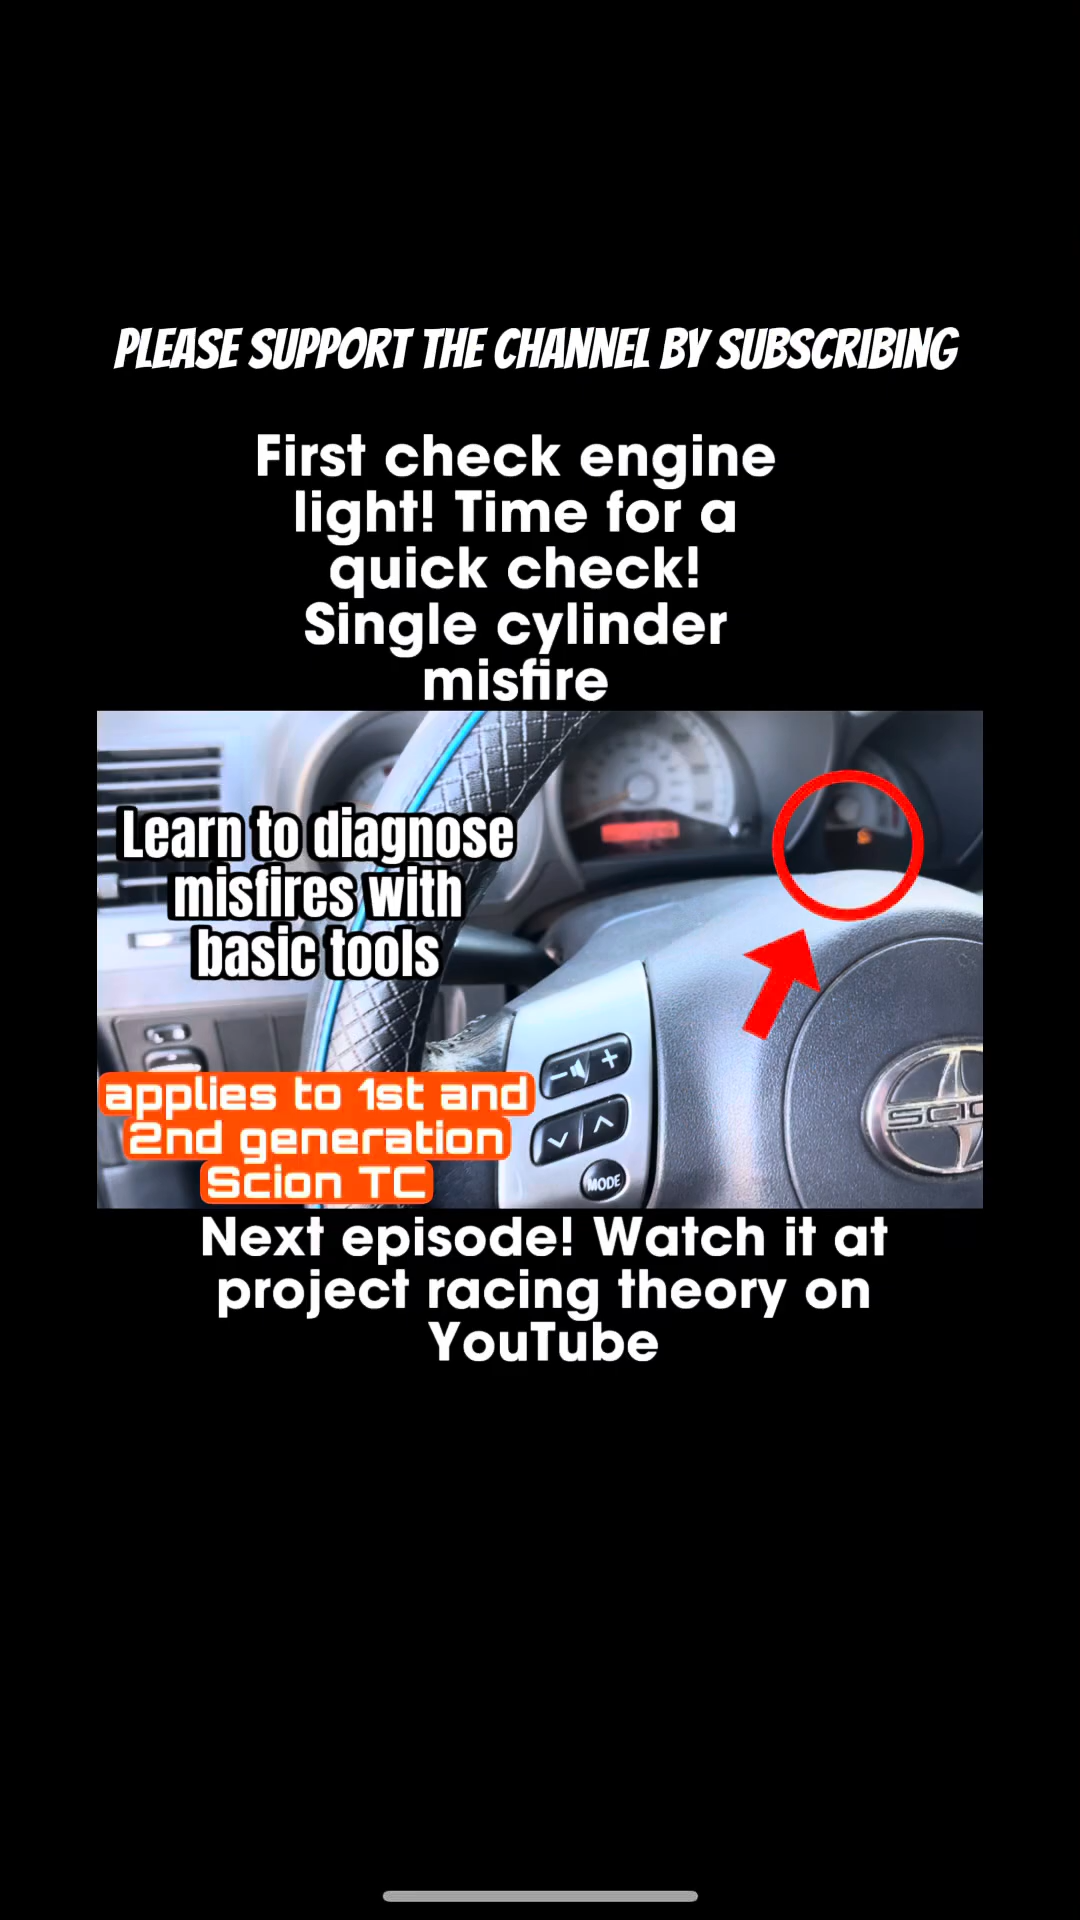 PLEASE SUPPORT THE CHANNEL BY SUBSCRIBING
First check engine
light! Time for a
quick check!
Single cylinder
misfire
Learn to diagnose
misfires with
basic tools
applies to 1st and
2nd generation
Scion TC
MODE
Next episode! Watch it at
project racing theory on
YouTube